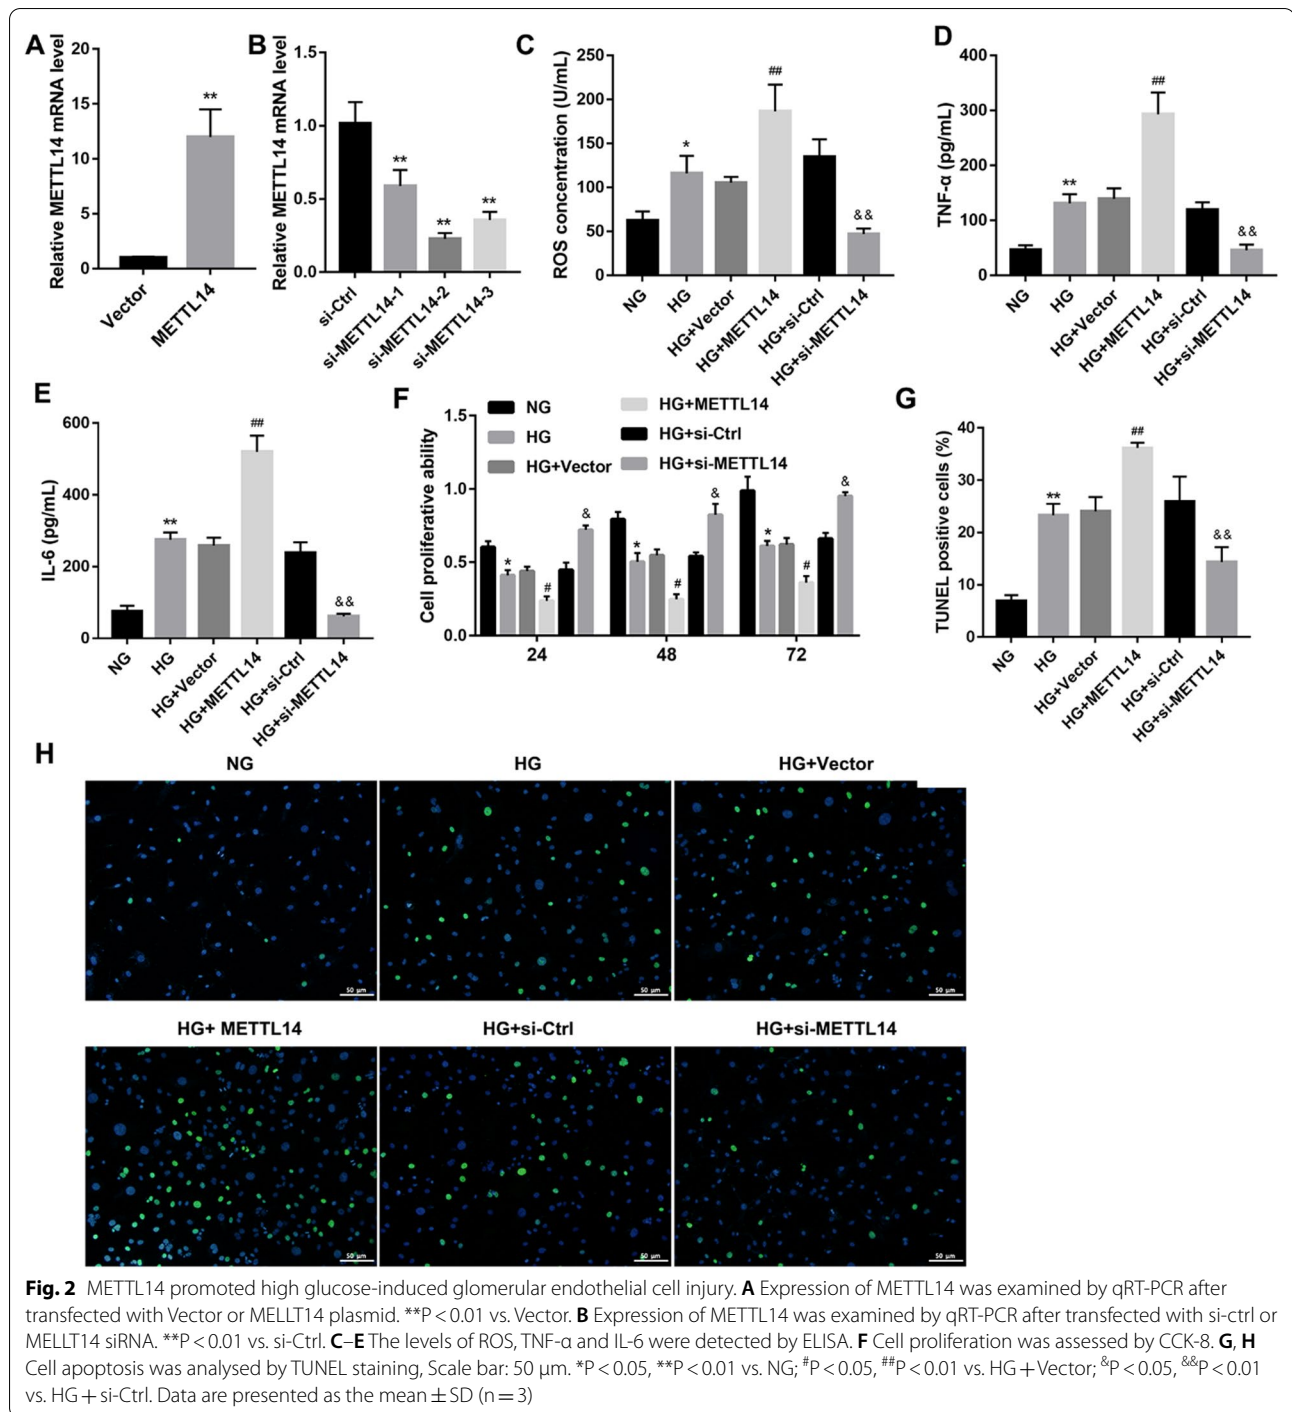 A
Relative METTL14 mRNA level
20
15
10
5
0
**
Vector
METTL14
B
Relative METTL14 mRNA level
1.5
1.0
0.5
0.0
**
**
**
si-Ctrl
si-METTL14-1
si-METTL14-2
si-METTL14-3
C
ROS concentration (U/mL)
250
200
150
100
50
0
*
##
&&
NG
HG
HG+Vector
HG+METTL14
HG+si-Ctrl
HG+si-METTL14
D
TNF-α (pg/mL)
400
300
200
100
0
**
##
&&
NG
HG
HG+Vector
HG+METTL14
HG+si-Ctrl
HG+si-METTL14
E
IL-6 (pg/mL)
600
400
200
0
**
##
&&
NG
HG
HG+Vector
HG+METTL14
HG+si-Ctrl
HG+si-METTL14
F
Cell proliferative ability
1.5
1.0
0.5
0.0
NG
HG
HG+Vector
HG+METTL14
HG+si-Ctrl
HG+si-METTL14
*
#
&
*
#
&
*
#
&
24
48
72
G
TUNEL positive cells (%)
40
30
20
10
0
**
##
&&
NG
HG
HG+Vector
HG+METTL14
HG+si-Ctrl
HG+si-METTL14
H
NG
HG
HG+Vector
50 μm
50 μm
50 μm
HG+ METTL14
HG+si-Ctrl
HG+si-METTL14
50 μm
50 μm
50 μm
Fig. 2 METTL14 promoted high glucose-induced glomerular endothelial cell injury. A Expression of METTL14 was examined by qRT-PCR after
transfected with Vector or MELLT14 plasmid. **P < 0.01 vs. Vector. B Expression of METTL14 was examined by qRT-PCR after transfected with si-ctrl or
MELLT14 siRNA. **P < 0.01 vs. si-Ctrl. C–E The levels of ROS, TNF-α and IL-6 were detected by ELISA. F Cell proliferation was assessed by CCK-8. G, H
Cell apoptosis was analysed by TUNEL staining, Scale bar: 50 μm. *P < 0.05, **P < 0.01 vs. NG; #P < 0.05, ##P < 0.01 vs. HG + Vector; &P < 0.05, &&P < 0.01
vs. HG + si-Ctrl. Data are presented as the mean ± SD (n = 3)